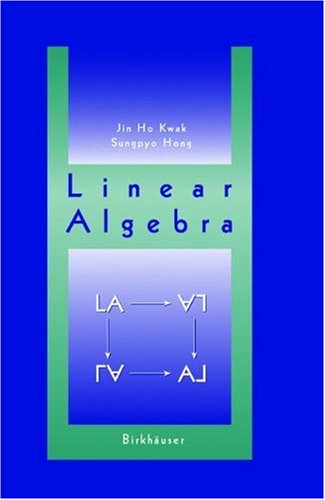 Jin Ho Kwak
Sungpyo Hong
Linear
Algebra
LA → ∀⅂
Γ∀ → A⅃
Birkhäuser